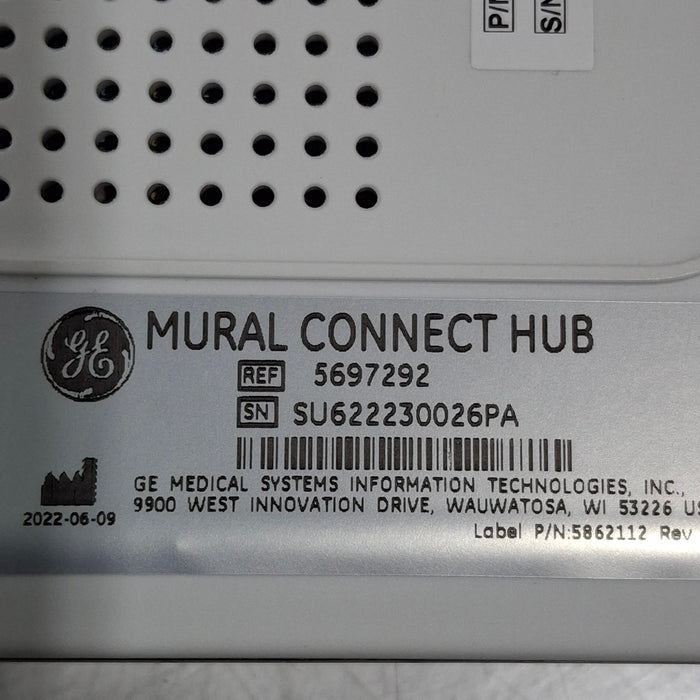 P/N
S/N
GE
MURAL CONNECT HUB
REF 5697292
SN SU622230026PA
GE MEDICAL SYSTEMS INFORMATION TECHNOLOGIES, INC.,
9900 WEST INNOVATION DRIVE, WAUWATOSA, WI 53226
2022-06-09
Label P/N:5862112 Rev